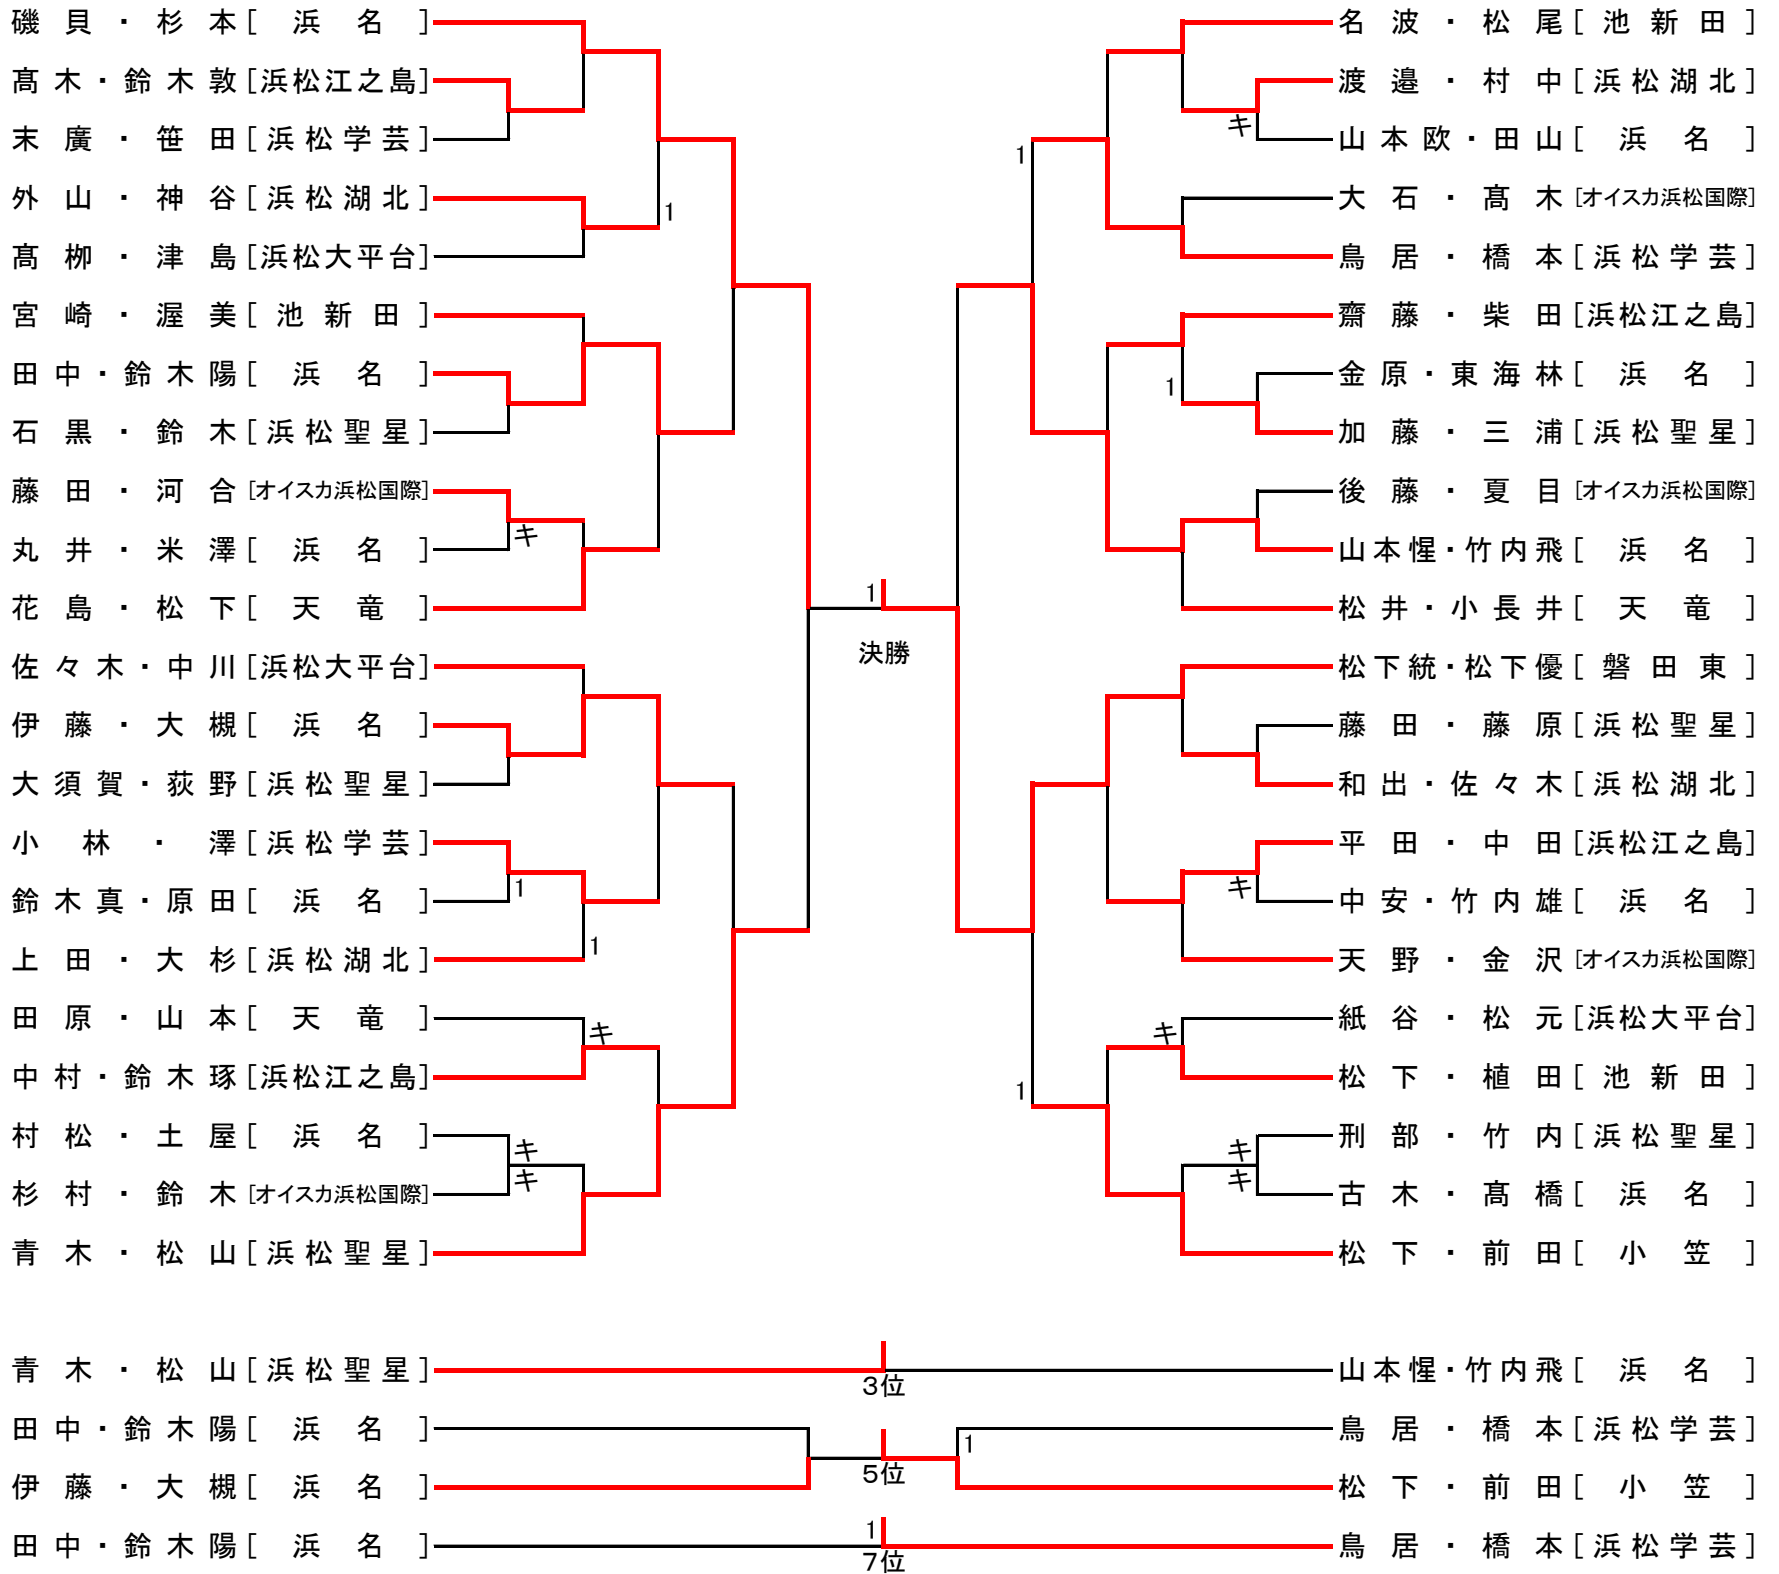 磯貝・杉本[浜名]
髙木・鈴木敦[浜松江之島]
末廣・笹田[浜松学芸]
外山・神谷[浜松湖北]
1
髙栁・津島[浜松大平台]
宮崎・渥美[池新田]
田中・鈴木陽[浜名]
石黒・鈴木[浜松聖星]
藤田・河合[オイスカ浜松国際]
キ
丸井・米澤[浜名]
花島・松下[天竜]
佐々木・中川[浜松大平台]
伊藤・大槻[浜名]
大須賀・荻野[浜松聖星]
小林・澤[浜松学芸]
1
鈴木真・原田[浜名]
1
上田・大杉[浜松湖北]
田原・山本[天竜]
キ
中村・鈴木琢[浜松江之島]
村松・土屋[浜名]
キ
キ
杉村・鈴木[オイスカ浜松国際]
青木・松山[浜松聖星]
1
決勝
名波・松尾[池新田]
渡邉・村中[浜松湖北]
キ
山本欧・田山[浜名]
1
大石・髙木[オイスカ浜松国際]
鳥居・橋本[浜松学芸]
齋藤・柴田[浜松江之島]
1
金原・東海林[浜名]
加藤・三浦[浜松聖星]
後藤・夏目[オイスカ浜松国際]
山本惺・竹内飛[浜名]
松井・小長井[天竜]
松下統・松下優[磐田東]
藤田・藤原[浜松聖星]
和出・佐々木[浜松湖北]
平田・中田[浜松江之島]
キ
中安・竹内雄[浜名]
天野・金沢[オイスカ浜松国際]
紙谷・松元[浜松大平台]
キ
松下・植田[池新田]
1
刑部・竹内[浜松聖星]
キ
キ
古木・髙橋[浜名]
松下・前田[小笠]
青木・松山[浜松聖星]
3位
山本惺・竹内飛[浜名]
田中・鈴木陽[浜名]
1
鳥居・橋本[浜松学芸]
5位
伊藤・大槻[浜名]
松下・前田[小笠]
田中・鈴木陽[浜名]
1
7位
鳥居・橋本[浜松学芸]